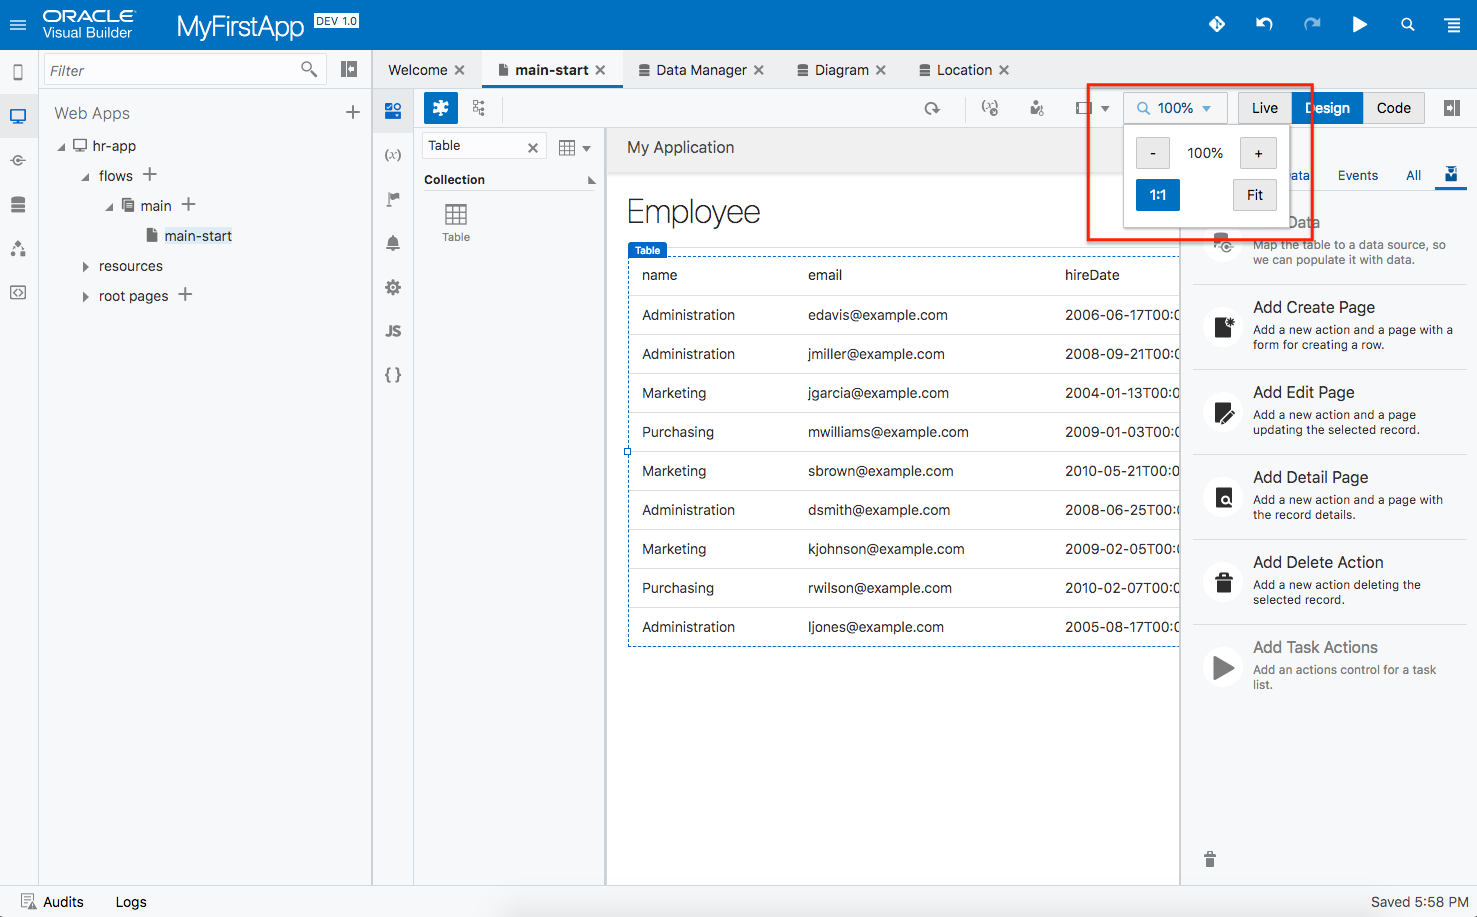 ORACLE
Visual Builder
MyFirstApp
DEV 1.0
Filter
Welcome
main-start
Data Manager
Diagram
Location
Web Apps
hr-app
flows
main
main-start
resources
root pages
(x)
JS
{ }
Table
Collection
Table
100%
Live
Design
Code
- 100% +
1:1
Fit
My Application
Employee
Table
name email hireDate
Administration edavis@example.com 2006-06-17T00:0
Administration jmiller@example.com 2008-09-21T00:0
Marketing jgarcia@example.com 2004-01-13T00:0
Purchasing mwilliams@example.com 2009-01-03T00:0
Marketing sbrown@example.com 2010-05-21T00:0
Administration dsmith@example.com 2008-06-25T00:0
Marketing kjohnson@example.com 2009-02-05T00:0
Purchasing rwilson@example.com 2010-02-07T00:0
Administration ljones@example.com 2005-08-17T00:0
ata
Events
All
Data
Map the table to a data source, so
we can populate it with data.
Add Create Page
Add a new action and a page with a
form for creating a row.
Add Edit Page
Add a new action and a page
updating the selected record.
Add Detail Page
Add a new action and a page with
the record details.
Add Delete Action
Add a new action deleting the
selected record.
Add Task Actions
Add an actions control for a task
list.
Audits
Logs
Saved 5:58 PM